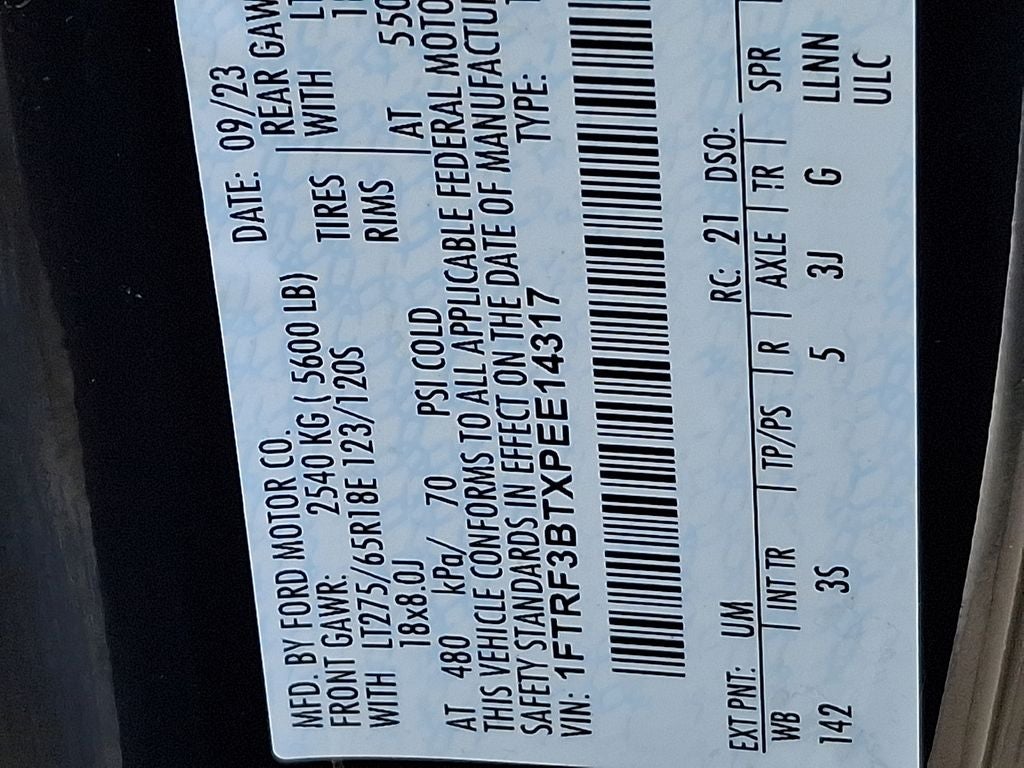 MFD. BY FORD MOTOR CO. DATE: 09/23
FRONT GAWR: 2540 KG ( 5600 LB) REAR GAW
WITH LT275/65R18E 123/120S TIRES WITH LT
18x8.0J RIMS 18
AT 480 kPa/ 70 PSI COLD AT 550
THIS VEHICLE CONFORMS TO ALL APPLICABLE FEDERAL MOTO
SAFETY STANDARDS IN EFFECT ON THE DATE OF MANUFACTU
VIN: 1FTRF3BTXPEE14317 TYPE:
EXT PNT: UM RC: 21 DSO:
WB | INT TR | TP/PS | R | AXLE | TR | SPR
142 3S 5 3J G LLNN
ULC